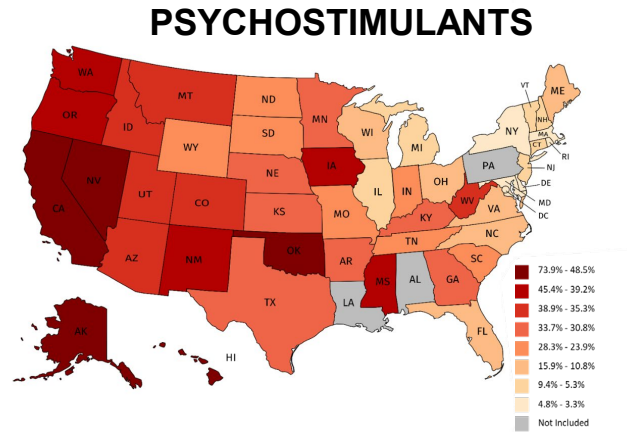 PSYCHOSTIMULANTS
WA
OR
CA
NV
ID
MT
WY
UT
CO
AZ
NM
ND
SD
NE
KS
OK
TX
MN
IA
MO
AR
LA
WI
IL
MI
IN
OH
KY
TN
MS
AL
GA
FL
SC
NC
VA
WV
PA
NY
VT
NH
ME
MA
CT
RI
NJ
DE
MD
DC
AK
HI
73.9% - 48.5%
45.4% - 39.2%
38.9% - 35.3%
33.7% - 30.8%
28.3% - 23.9%
15.9% - 10.8%
9.4% - 5.3%
4.8% - 3.3%
Not Included